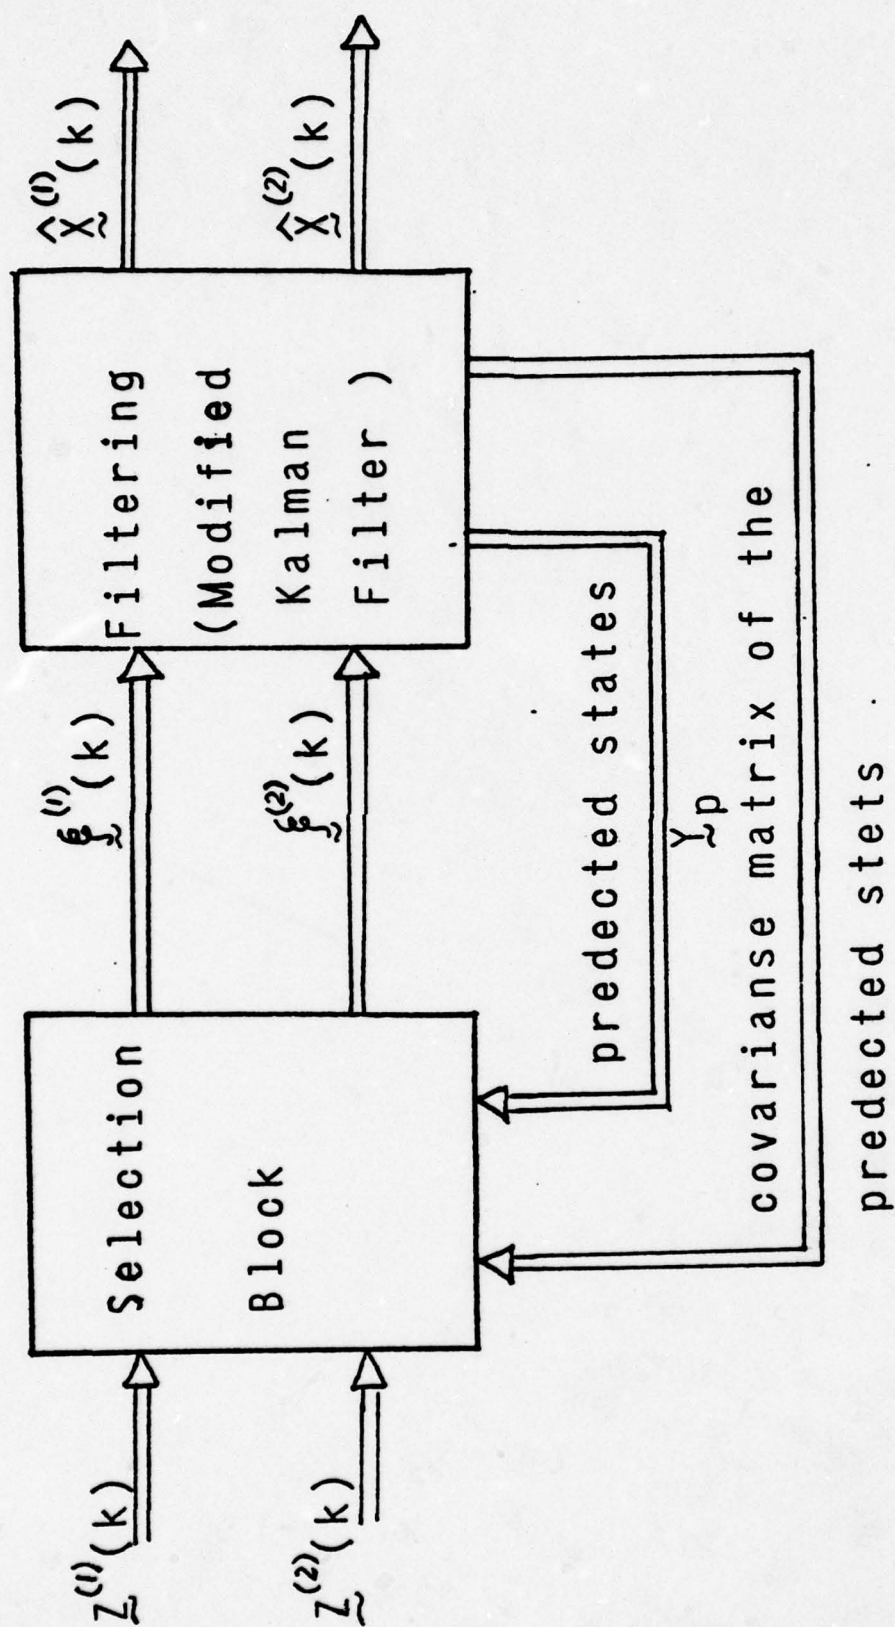 Z̰⁽¹⁾(k)
Z̰⁽²⁾(k)
Selection
Block
ξ̰⁽¹⁾(k)
ξ̰⁽²⁾(k)
Filtering
(Modified
Kalman
Filter)
X̰̂⁽¹⁾(k)
X̰̂⁽²⁾(k)
predected states
Y̰p
covarianse matrix of the
predected stets